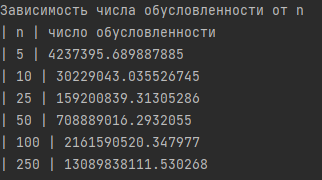 Зависимость числа обусловленности от n
| n | число обусловленности
| 5 | 4237395.689887885
| 10 | 30229043.035526745
| 25 | 159200839.31305286
| 50 | 708889016.2932055
| 100 | 2161590520.347977
| 250 | 13089838111.530268